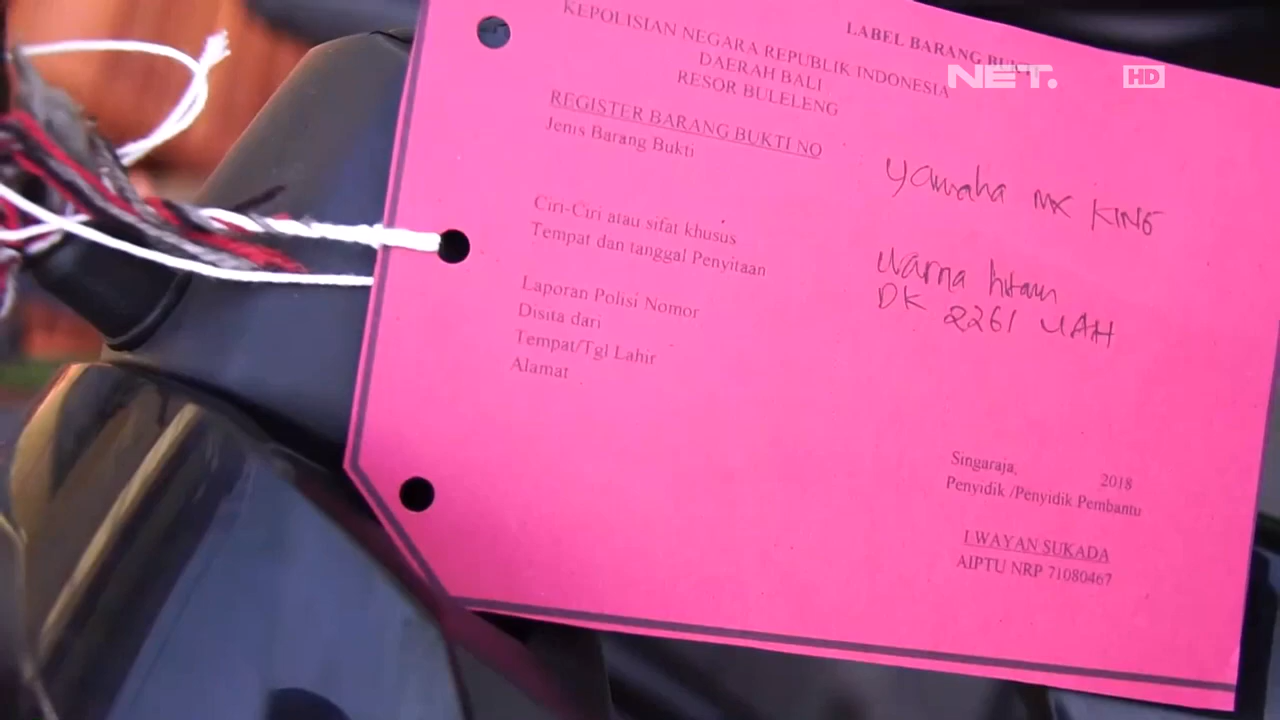 LABEL BARANG BUKTI
NET. HD
KEPOLISIAN NEGARA REPUBLIK INDONESIA
DAERAH BALI
RESOR BULELENG
REGISTER BARANG BUKTI NO
Jenis Barang Bukti
Yamaha MX KING
Ciri-Ciri atau sifat khusus
Warna hitam
Tempat dan tanggal Penyitaan
DK 2261 UAH
Laporan Polisi Nomor
Disita dari
Tempat/Tgl Lahir
Alamat
Singaraja, 2018
Penyidik /Penyidik Pembantu
I WAYAN SUKADA
AIPTU NRP 71080467